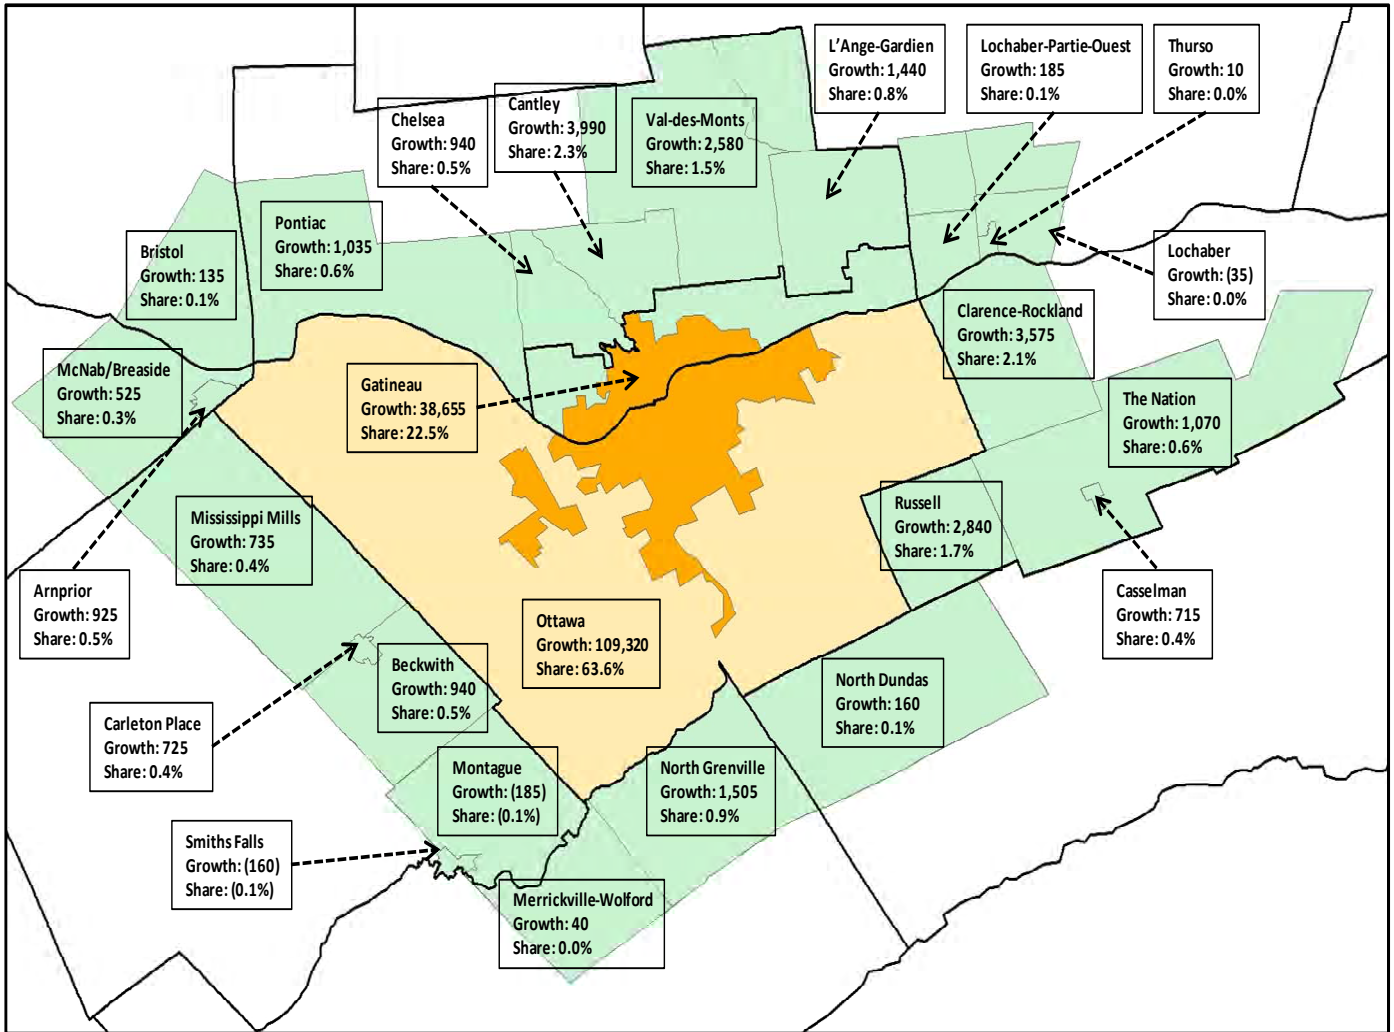 L'Ange-Gardien
Growth: 1,440
Share: 0.8%
Lochaber-Partie-Ouest
Growth: 185
Share: 0.1%
Thurso
Growth: 10
Share: 0.0%
Cantley
Growth: 3,990
Share: 2.3%
Chelsea
Growth: 940
Share: 0.5%
Val-des-Monts
Growth: 2,580
Share: 1.5%
Pontiac
Growth: 1,035
Share: 0.6%
Bristol
Growth: 135
Share: 0.1%
Lochaber
Growth: (35)
Share: 0.0%
Clarence-Rockland
Growth: 3,575
Share: 2.1%
McNab/Breaside
Growth: 525
Share: 0.3%
Gatineau
Growth: 38,655
Share: 22.5%
The Nation
Growth: 1,070
Share: 0.6%
Mississippi Mills
Growth: 735
Share: 0.4%
Russell
Growth: 2,840
Share: 1.7%
Arnprior
Growth: 925
Share: 0.5%
Casselman
Growth: 715
Share: 0.4%
Ottawa
Growth: 109,320
Share: 63.6%
Beckwith
Growth: 940
Share: 0.5%
North Dundas
Growth: 160
Share: 0.1%
Carleton Place
Growth: 725
Share: 0.4%
Montague
Growth: (185)
Share: (0.1%)
North Grenville
Growth: 1,505
Share: 0.9%
Smiths Falls
Growth: (160)
Share: (0.1%)
Merrickville-Wolford
Growth: 40
Share: 0.0%